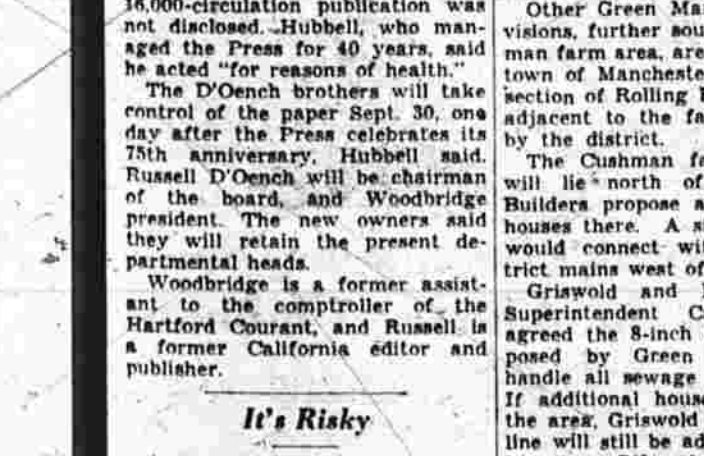 16,000-circulation publication was
not disclosed. Hubbell, who man-
aged the Press for 40 years, said
he acted "for reasons of health."
The D'Oench brothers will take
control of the paper Sept. 30, one
day after the Press celebrates its
75th anniversary, Hubbell said.
Russell D'Oench will be chairman
of the board, and Woodbridge
president. The new owners said
they will retain the present de-
partmental heads.
Woodbridge is a former assist-
ant to the comptroller of the
Hartford Courant, and Russell is
a former California editor and
publisher.
It's Risky
Other Green Ma
visions, further sou
man farm area, are
town of Mancheste
section of Rolling
adjacent to the fa
by the district.
The Cushman fa
will lie north of
Builders propose a
houses there. A s
would connect wi
trict mains west of
Griswold and
Superintendent C
agreed the 8-inch
posed by Green
handle all sewage
If additional hous
the area, Griswold
line will still be ad